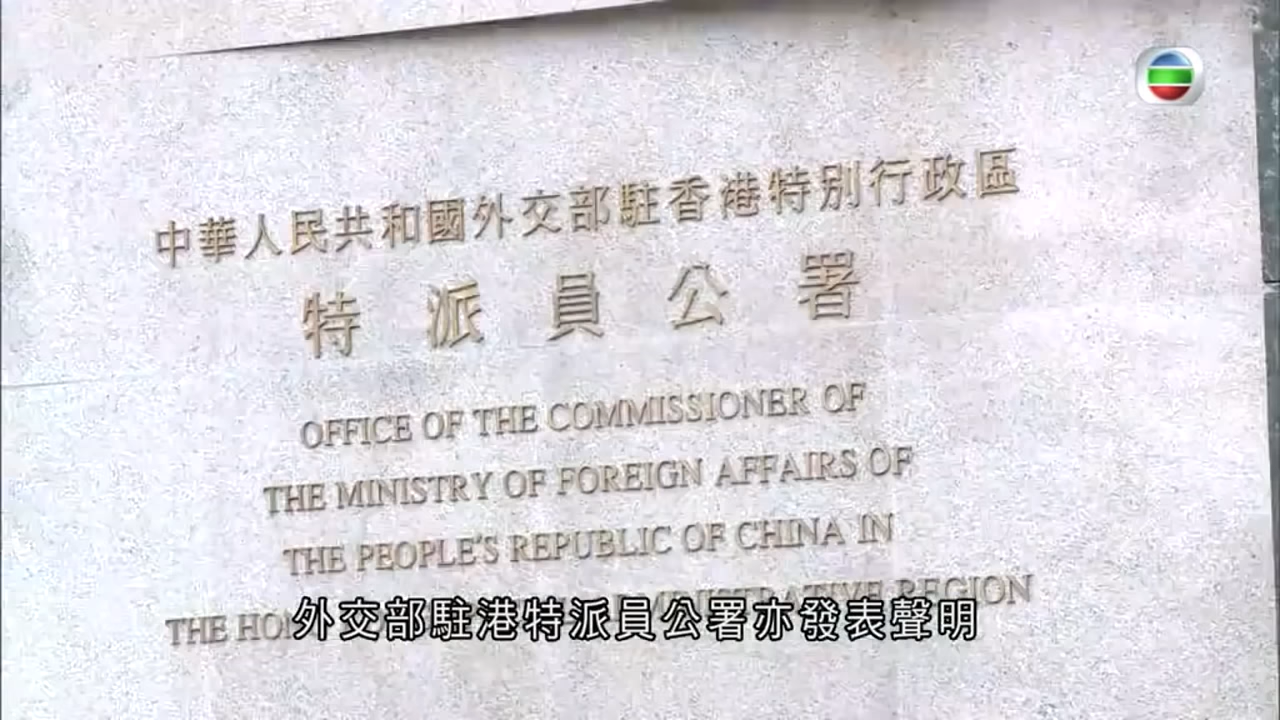 中華人民共和國外交部駐香港特別行政區
特派員公署
OFFICE OF THE COMMISSIONER OF
THE MINISTRY OF FOREIGN AFFAIRS OF
THE PEOPLE'S REPUBLIC OF CHINA IN
THE REGION
外交部駐港特派員公署亦發表聲明